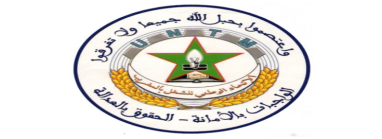 واعتصموا بحبل الله جميعا ولا تفرقوا
U N T M
الاتحاد الوطني للشغل بالمغرب
الواجبات بالأمانة - الحقوق بالعدالة